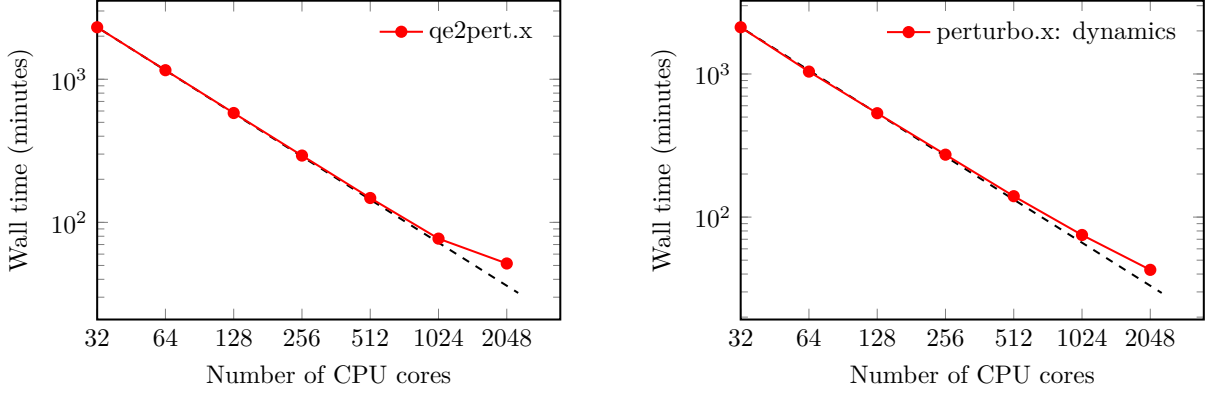 qe2pert.x
10^3
10^2
Wall time (minutes)
32 64 128 256 512 1024 2048
Number of CPU cores
perturbo.x: dynamics
10^3
10^2
Wall time (minutes)
32 64 128 256 512 1024 2048
Number of CPU cores